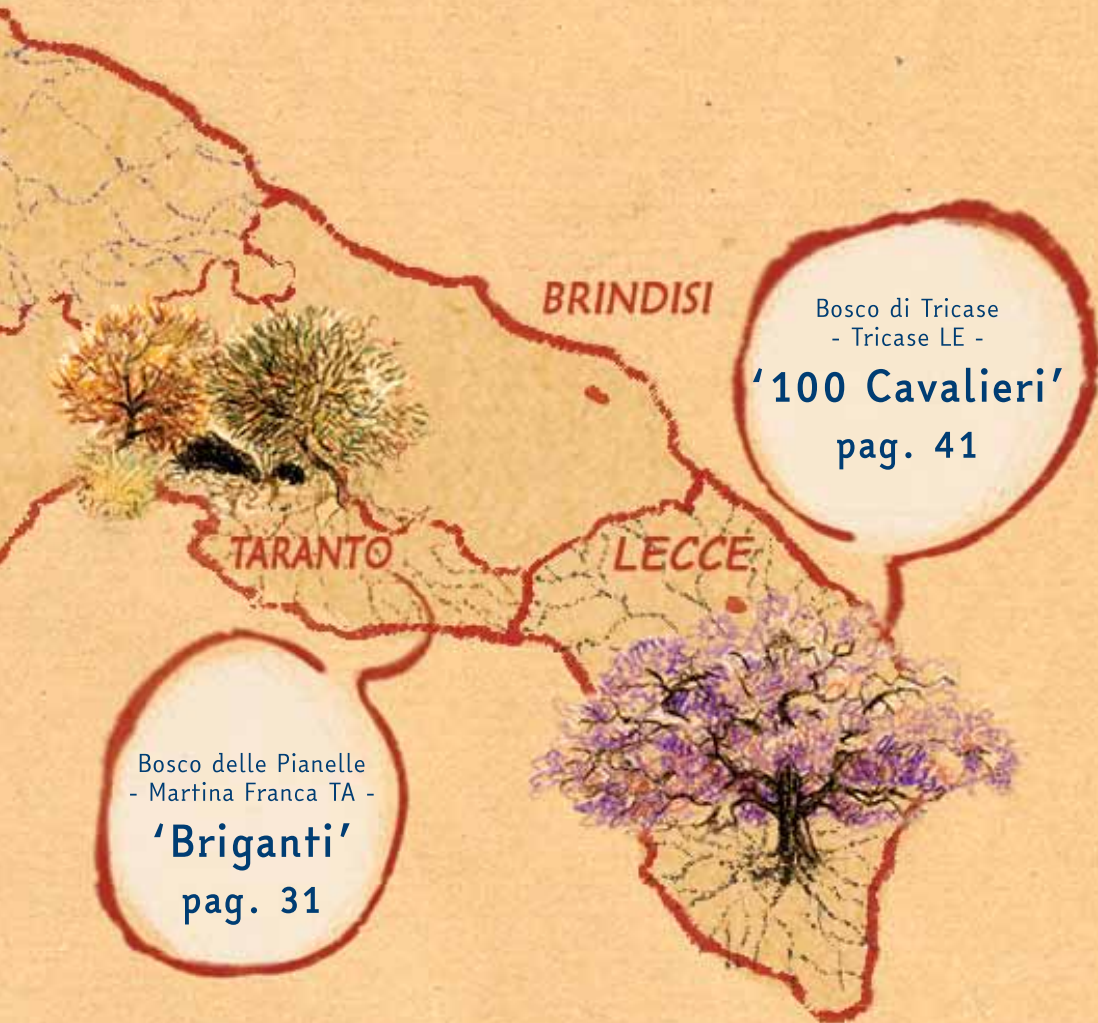 BRINDISI
Bosco di Tricase
- Tricase LE -
‘100 Cavalieri’
pag. 41
TARANTO
LECCE
Bosco delle Pianelle
- Martina Franca TA -
‘Briganti’
pag. 31